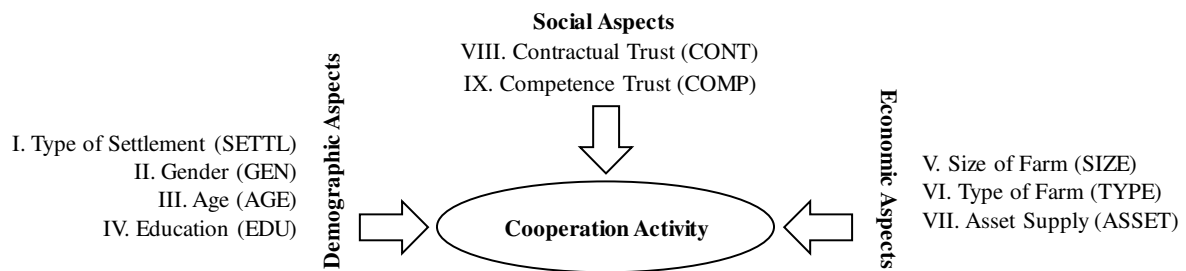 Social Aspects
VIII. Contractual Trust (CONT)
IX. Competence Trust (COMP)
Demographic Aspects
I. Type of Settlement (SETTL)
II. Gender (GEN)
III. Age (AGE)
IV. Education (EDU)
Cooperation Activity
Economic Aspects
V. Size of Farm (SIZE)
VI. Type of Farm (TYPE)
VII. Asset Supply (ASSET)